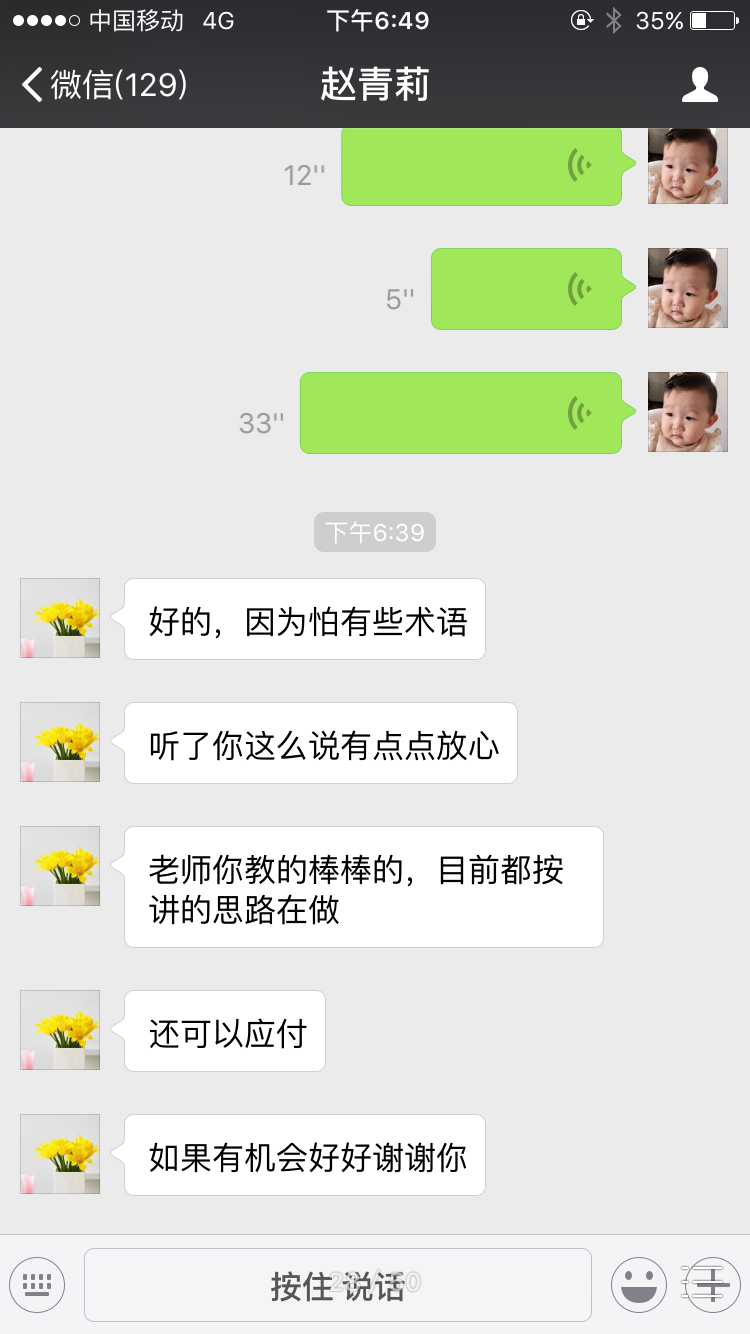 中国移动 4G 下午6:49 35%
微信(129) 赵青莉
12''
5''
33''
下午6:39
好的，因为怕有些术语
听了你这么说有点点放心
老师你教的棒棒的，目前都按
讲的思路在做
还可以应付
如果有机会好好谢谢你
按住 说话